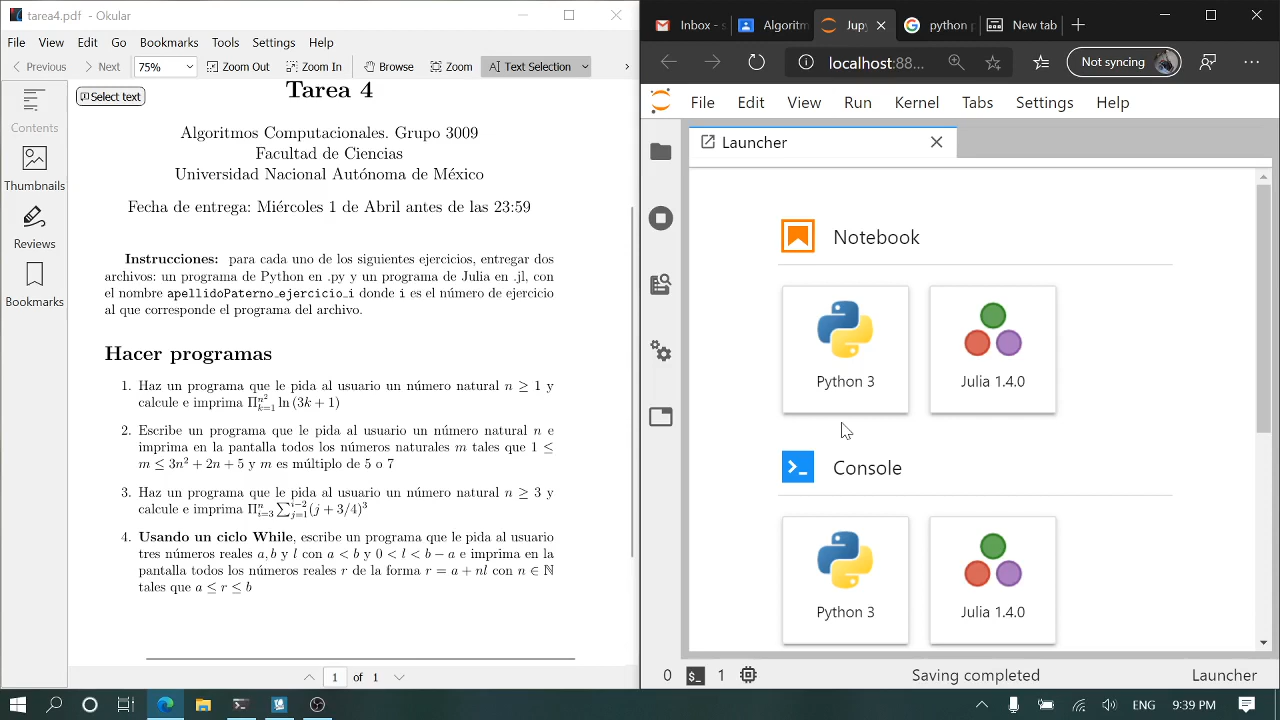 tarea4.pdf - Okular
File View Edit Go Bookmarks Tools Settings Help
Previous Next 75% Zoom Out Zoom In Browse Zoom Text Selection
Contents
Thumbnails
Reviews
Bookmarks
Select text
Tarea 4
Algoritmos Computacionales. Grupo 3009
Facultad de Ciencias
Universidad Nacional Autónoma de México
Fecha de entrega: Miércoles 1 de Abril antes de las 23:59
Instrucciones: para cada uno de los siguientes ejercicios, entregar dos
archivos: un programa de Python en .py y un programa de Julia en .jl, con
el nombre apellidoPaterno_ejercicio_i donde i es el número de ejercicio
al que corresponde el programa del archivo.
Hacer programas
1. Haz un programa que le pida al usuario un número natural n ≥ 1 y
calcule e imprima Π_{k=1}^{n^2} ln (3k + 1)
2. Escribe un programa que le pida al usuario un número natural n e
imprima en la pantalla todos los números naturales m tales que 1 ≤
m ≤ 3n² + 2n + 5 y m es múltiplo de 5 o 7
3. Haz un programa que le pida al usuario un número natural n ≥ 3 y
calcule e imprima Π_{i=3}^{n} ∑_{j=1}^{i−2} (j + 3/4)³
4. Usando un ciclo While, escribe un programa que le pida al usuario
tres números reales a, b y l con a < b y 0 < l < b − a e imprima en la
pantalla todos los números reales r de la forma r = a + nl con n ∈ ℕ
tales que a ≤ r ≤ b
1 of 1
Inbox - Algoritm Jup python New tab
localhost:88... Not syncing
File Edit View Run Kernel Tabs Settings Help
Launcher
Notebook
Python 3 Julia 1.4.0
Console
Python 3 Julia 1.4.0
0 $_ 1 Saving completed Launcher
ENG 9:39 PM